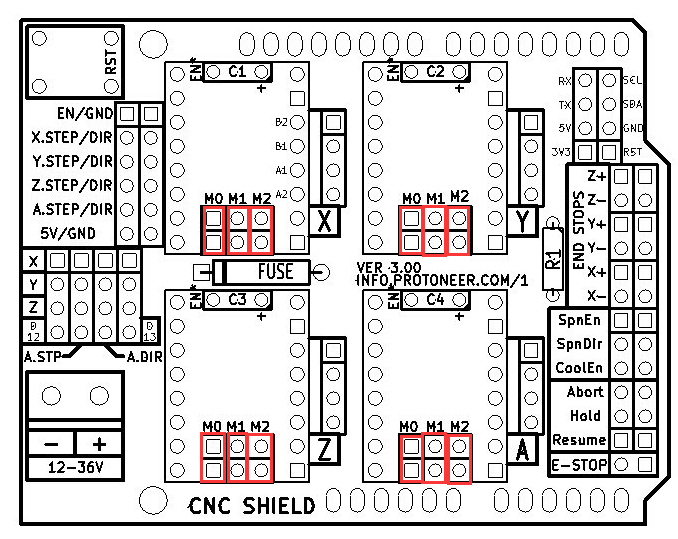 RST
EN/GND
X.STEP/DIR
Y.STEP/DIR
Z.STEP/DIR
A.STEP/DIR
5V/GND
X
Y
Z
D 12
D 13
A.STP
A.DIR
- +
12-36V
EN*
C1
+
B2
B1
A1
A2
M0 M1 M2
X
EN*
C2
+
M0 M1 M2
Y
FUSE
VER 3.00
INFO.PROTONEER.COM/1
R1
EN*
C3
+
M0 M1 M2
Z
EN*
C4
+
M0 M1 M2
A
CNC SHIELD
RX SCL
TX SDA
5V GND
3V3 RST
END STOPS
Z+
Z-
Y+
Y-
X+
X-
SpnEn
SpnDir
CoolEn
Abort
Hold
Resume
E-STOP